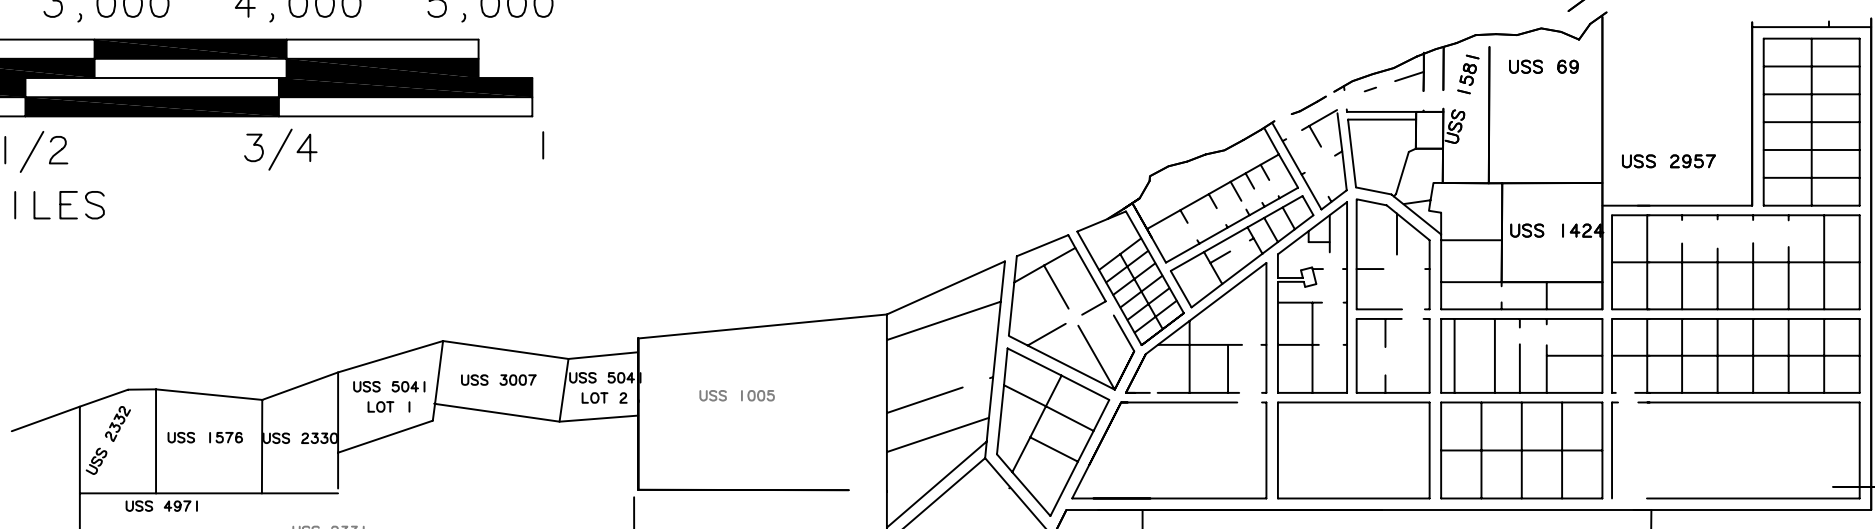 3,000 4,000 5,000
1/2 3/4 1
ILES
USS 1581
USS 69
USS 2957
USS 1424
USS 5041
LOT 1
USS 3007
USS 5041
LOT 2
USS 1005
USS 2332
USS 1576
USS 2330
USS 4971